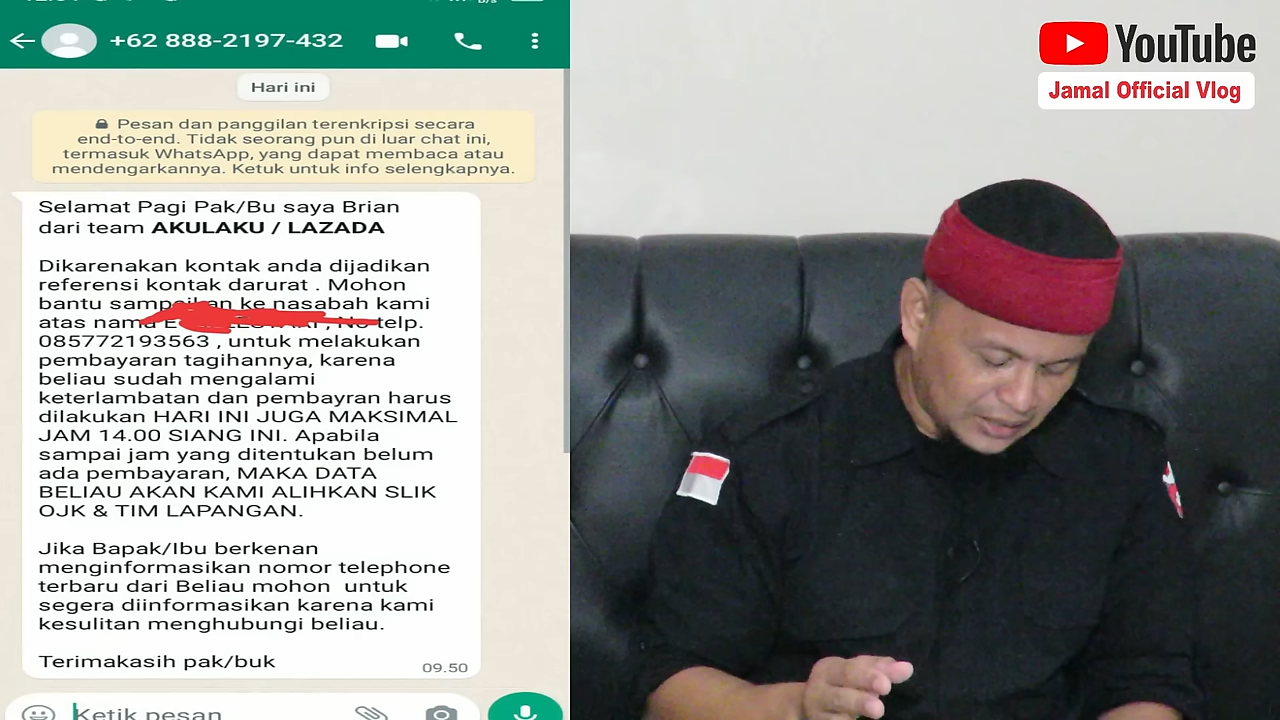 +62 888-2197-432
Hari ini
Pesan dan panggilan terenkripsi secara
end-to-end. Tidak seorang pun di luar chat ini,
termasuk WhatsApp, yang dapat membaca atau
mendengarkannya. Ketuk untuk info selengkapnya.
Selamat Pagi Pak/Bu saya Brian
dari team AKULAKU / LAZADA
Dikarenakan kontak anda dijadikan
referensi kontak darurat . Mohon
bantu sampaikan ke nasabah kami
atas nama , No telp.
085772193563 , untuk melakukan
pembayaran tagihannya, karena
beliau sudah mengalami
keterlambatan dan pembayran harus
dilakukan HARI INI JUGA MAKSIMAL
JAM 14.00 SIANG INI. Apabila
sampai jam yang ditentukan belum
ada pembayaran, MAKA DATA
BELIAU AKAN KAMI ALIHKAN SLIK
OJK & TIM LAPANGAN.
Jika Bapak/Ibu berkenan
menginformasikan nomor telephone
terbaru dari Beliau mohon untuk
segera diinformasikan karena kami
kesulitan menghubungi beliau.
Terimakasih pak/buk
09.50
Ketik pesan
YouTube
Jamal Official Vlog